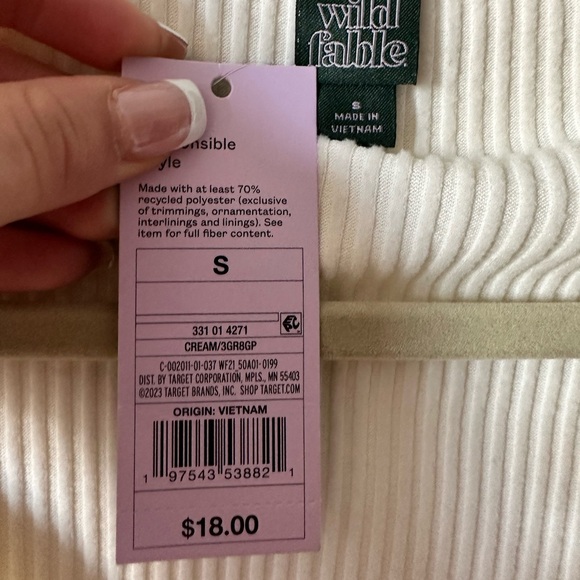 wild
fable
S
MADE IN
VIETNAM
Made with at least 70%
recycled polyester (exclusive
of trimmings, ornamentation,
interlinings and linings). See
item for full fiber content.
S
331 01 4271
CREAM/3GR8GP
C-002011-01-037 WF21_50A01-0199
DIST. BY TARGET CORPORATION, MPLS., MN 55403
©2023 TARGET BRANDS, INC. SHOP TARGET.COM
ORIGIN: VIETNAM
1 97543 53882 1
$18.00